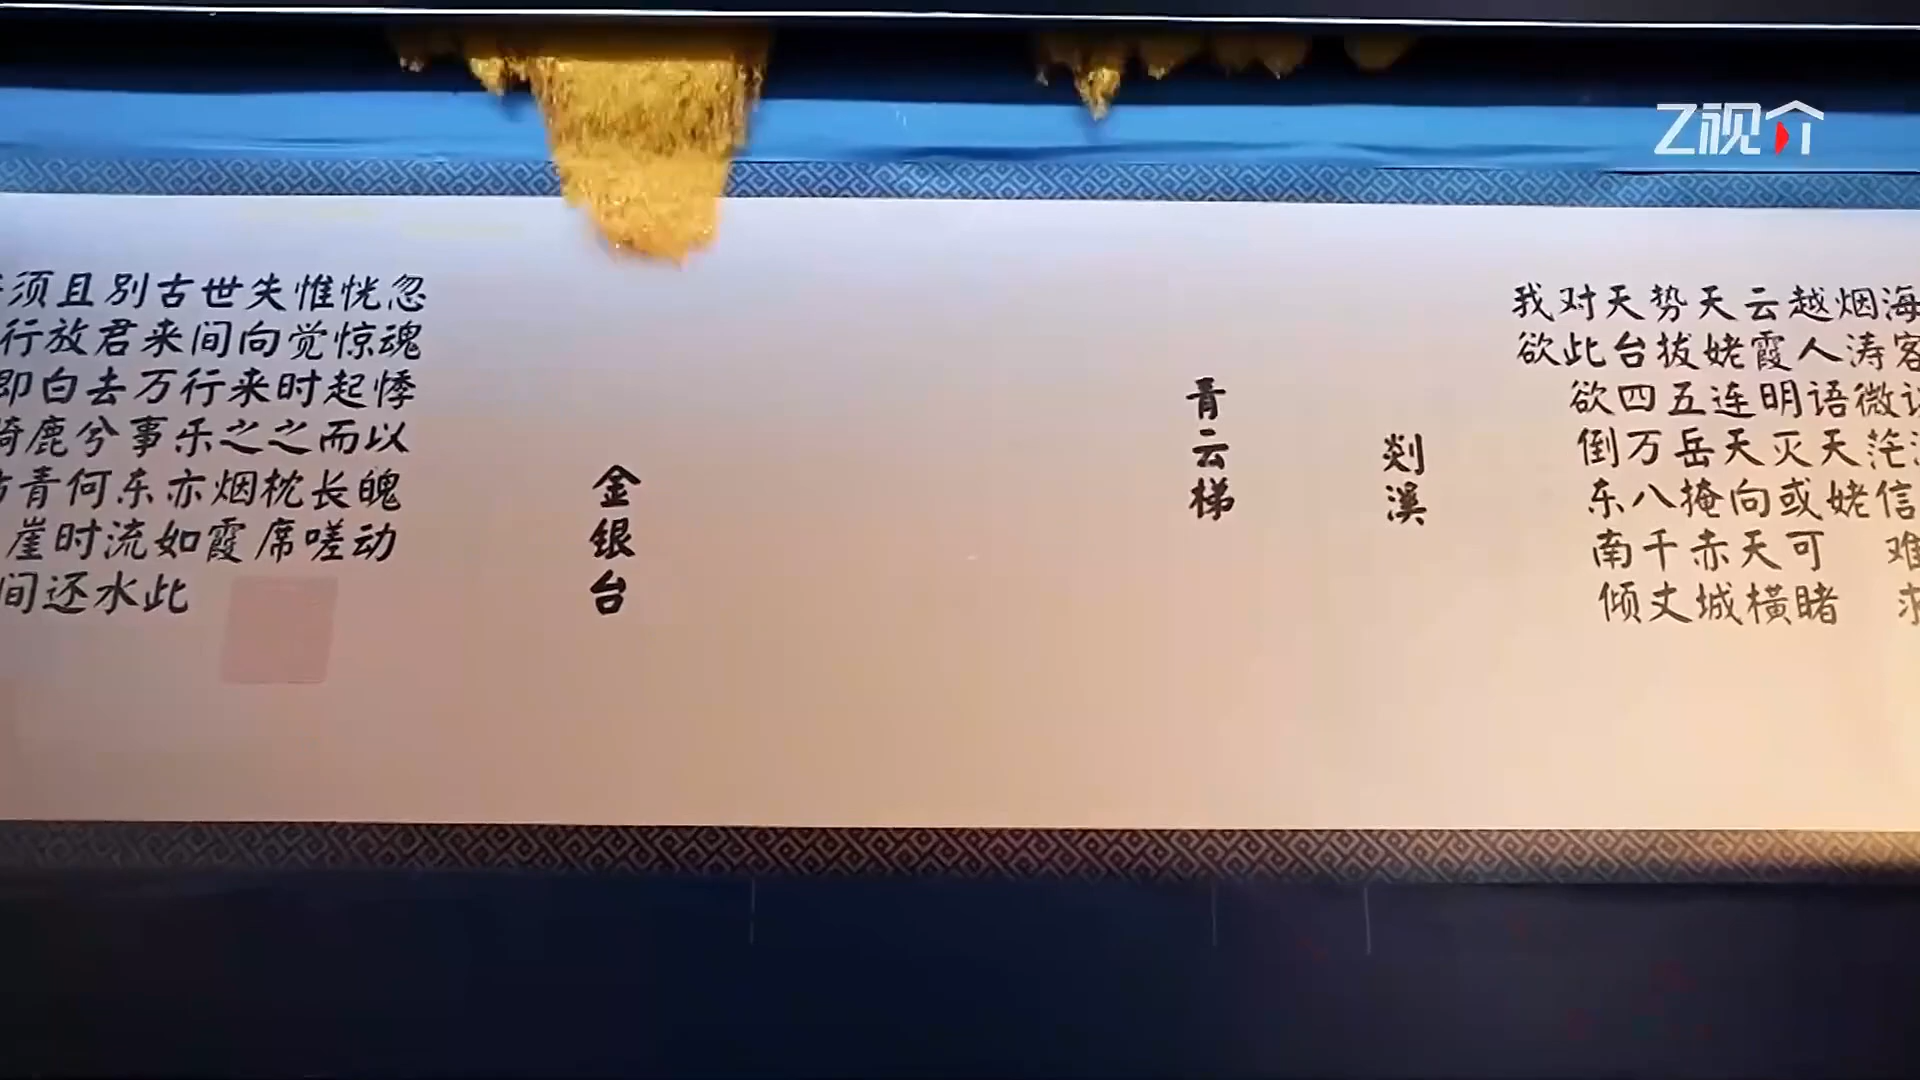 海客
烟涛微茫信难求
越人语天姥
云霞明灭或可睹
天姥连天向天横
势拔五岳掩赤城
天台四万八千丈
对此欲倒东南倾
我欲
剡溪
青云梯
金银台
忽魂悸以魄动
恍惊起而长嗟
惟觉时之枕席
失向来之烟霞
世间行乐亦如此
古来万事东流水
别君去兮何时还
且放白鹿青崖间
须行即骑
Z视介